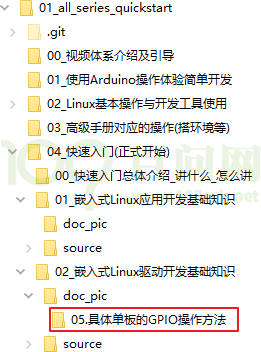 01_all_series_quickstart
.git
00_视频体系介绍及引导
01_使用Arduino操作体验简单开发
02_Linux基本操作与开发工具使用
03_高级手册对应的操作(搭环境等)
04_快速入门(正式开始)
00_快速入门总体介绍_讲什么_怎么讲
01_嵌入式Linux应用开发基础知识
doc_pic
source
02_嵌入式Linux驱动开发基础知识
doc_pic
05.具体单板的GPIO操作方法
source